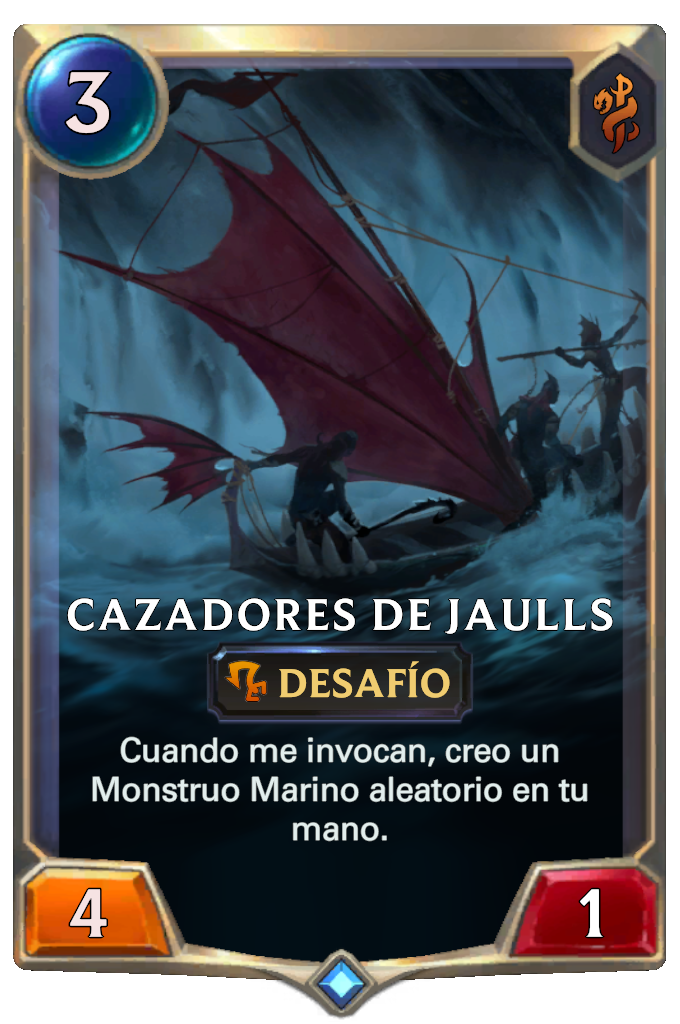 3
CAZADORES DE JAULLS
DESAFÍO
Cuando me invocan, creo un
Monstruo Marino aleatorio en tu
mano.
4
1